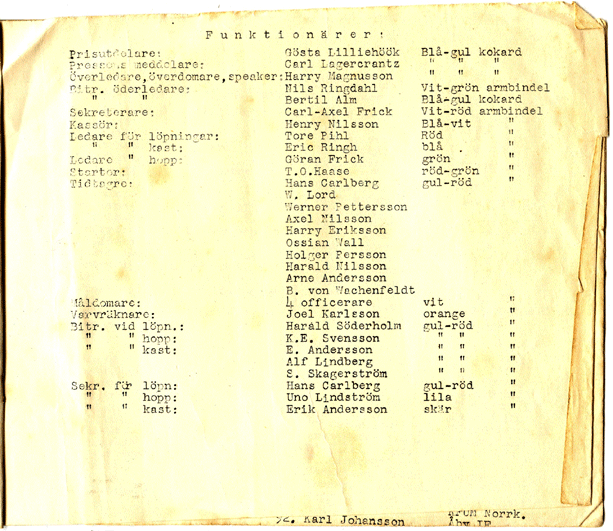 Funktionärer:
Prisutdelare: Gösta Lilliehöök Blå-gul kokard
Pressens meddelare: Carl Lagercrantz " " "
Överledare,överdomare,speaker: Harry Magnusson " " "
Bitr. öderledare: Nils Ringdahl Vit-grön armbindel
" " Bertil Alm Blå-gul kokard
Sekreterare: Carl-Axel Frick Vit-röd armbindel
Kassör: Henry Nilsson Blå-vit "
Ledare för löpningar: Tore Pihl Röd "
" " kast: Eric Ringh blå "
Ledare " hopp: Göran Frick grön "
Starter: T.O.Haase röd-grön "
Tidtagre: Hans Carlberg gul-röd "
W. Lord
Werner Pettersson
Axel Nilsson
Harry Eriksson
Ossian Wall
Holger Persson
Harald Nilsson
Arne Andersson
B. von Wachenfeldt
Måldomare: 4 officerare vit "
Varvräknare: Joel Karlsson orange "
Bitr. vid löpn.: Harald Söderholm gul-röd "
" " hopp: K.E. Svensson " " "
" " kast: E. Andersson " " "
Alf Lindberg " " "
S. Skagerström " " "
Sekr. för löpn: Hans Carlberg gul-röd "
" " hopp: Uno Lindström lila "
" " kast: Erik Andersson skär "
Karl Johansson Norrk.